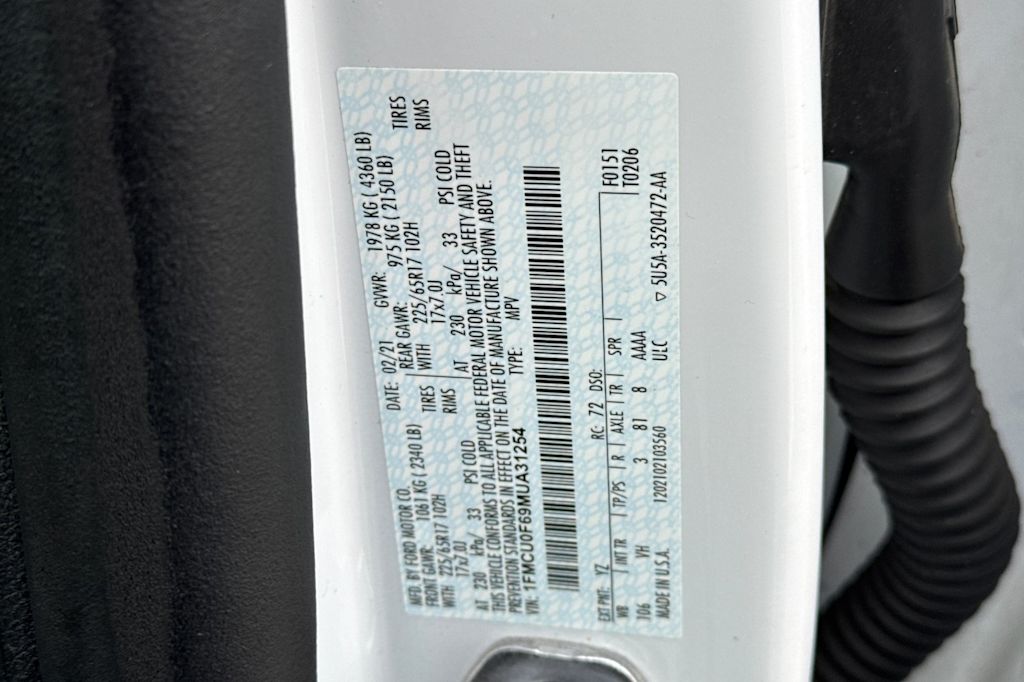 MFD. BY FORD MOTOR CO. DATE: 02/21 GVWR: 1978 KG ( 4360 LB)
FRONT GAWR: 1061 KG ( 2340 LB) REAR GAWR: 975 KG ( 2150 LB)
WITH 225/65R17 102H TIRES WITH 225/65R17 102H TIRES
17x7.0J RIMS 17x7.0J RIMS
AT 230 kPa/ 33 PSI COLD AT 230 kPa/ 33 PSI COLD
THIS VEHICLE CONFORMS TO ALL APPLICABLE FEDERAL MOTOR VEHICLE SAFETY AND THEFT
PREVENTION STANDARDS IN EFFECT ON THE DATE OF MANUFACTURE SHOWN ABOVE.
VIN: 1FMCU0F69MUA31254 TYPE: MPV
EXT PNT: YZ RC: 72 DSO: F0151
WB | INT TR | TP/PS | R | AXLE | TR | SPR | T0206
106 VH 3 81 8 AAAA
MADE IN U.S.A. 120210210356O ULC ▽ 5U5A-3520472-AA